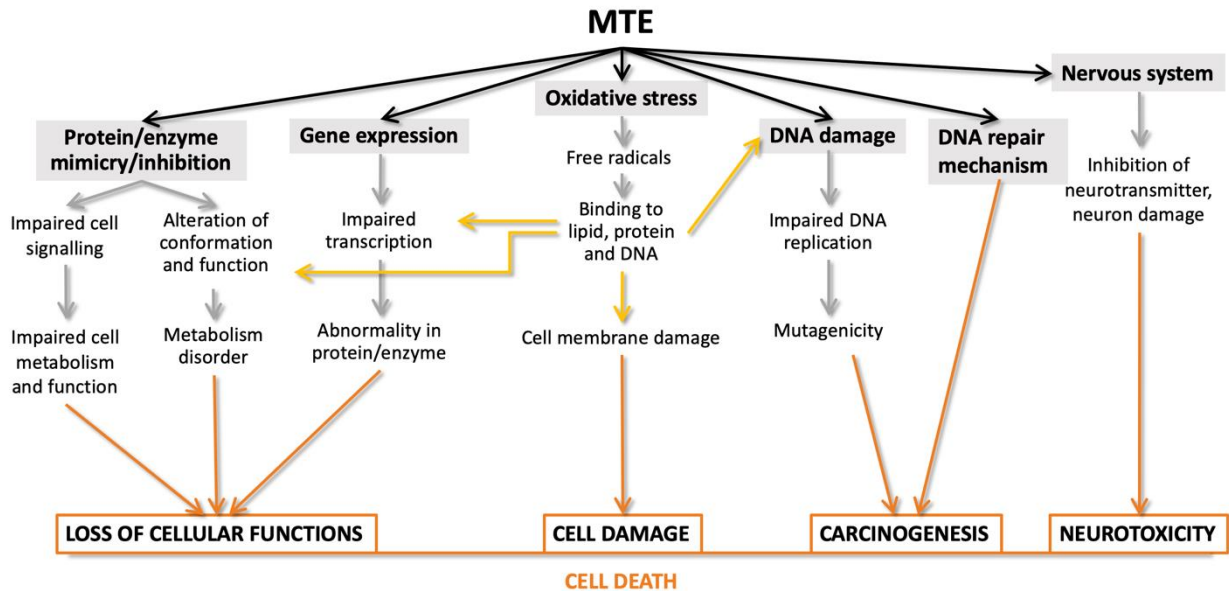 MTE
Protein/enzyme
mimicry/inhibition
Gene expression
Oxidative stress
DNA damage
DNA repair
mechanism
Nervous system
Impaired cell
signalling
Alteration of
conformation
and function
Impaired
transcription
Free radicals
Binding to
lipid, protein
and DNA
Impaired DNA
replication
Inhibition of
neurotransmitter,
neuron damage
Impaired cell
metabolism
and function
Metabolism
disorder
Abnormality in
protein/enzyme
Cell membrane damage
Mutagenicity
LOSS OF CELLULAR FUNCTIONS
CELL DAMAGE
CARCINOGENESIS
NEUROTOXICITY
CELL DEATH